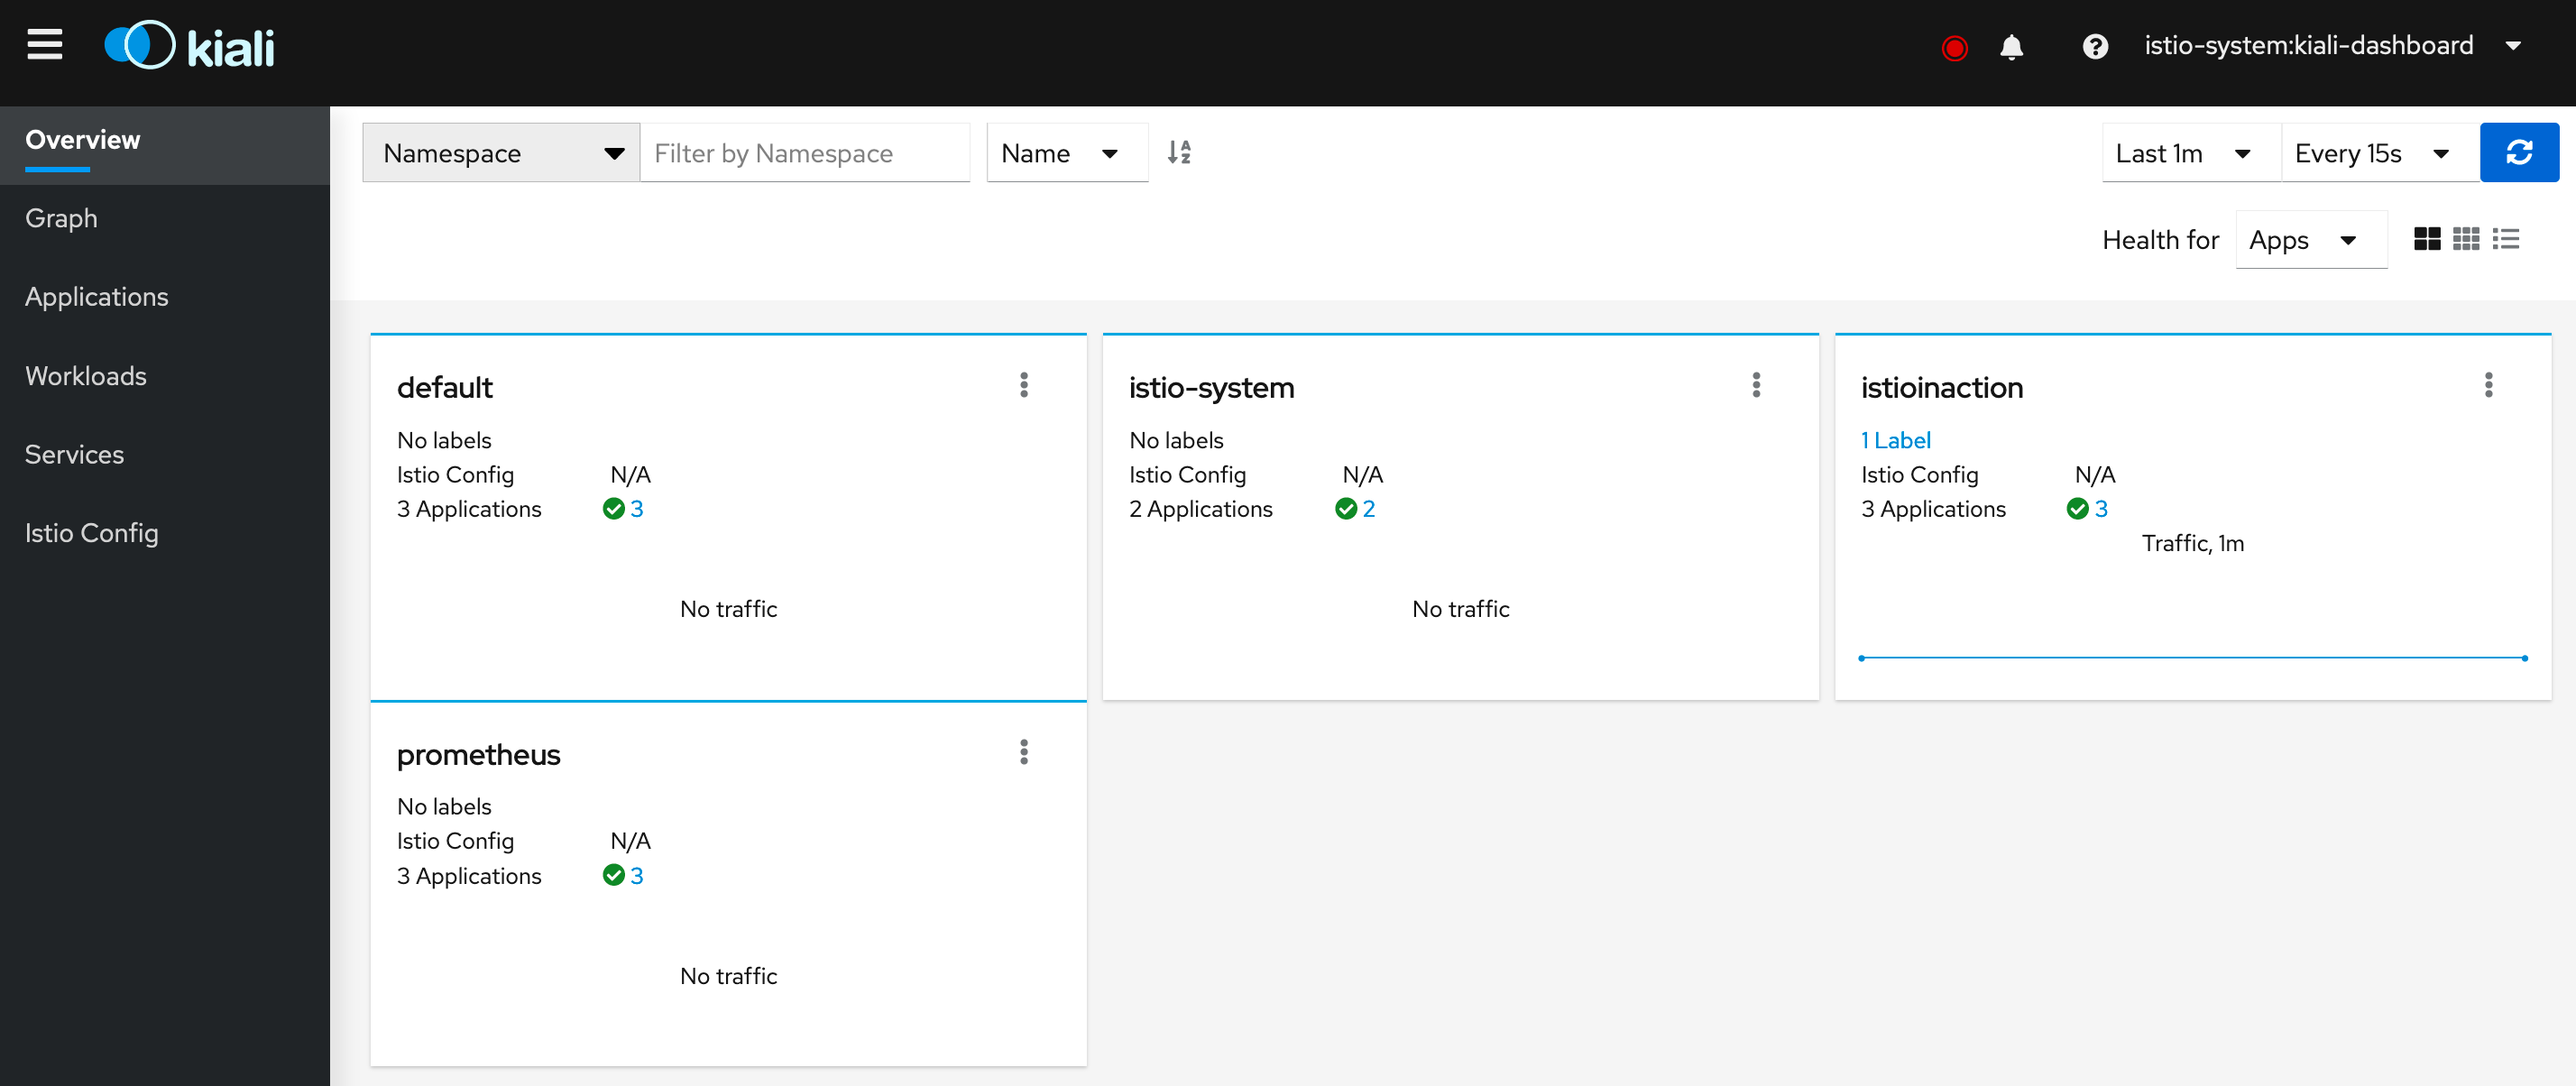 kiali
istio-system:kiali-dashboard
Overview
Graph
Applications
Workloads
Services
Istio Config
Namespace
Filter by Namespace
Name
Last 1m
Every 15s
Health for
Apps
default
No labels
Istio Config N/A
3 Applications 3
No traffic
istio-system
No labels
Istio Config N/A
2 Applications 2
No traffic
istioinaction
1 Label
Istio Config N/A
3 Applications 3
Traffic, 1m
prometheus
No labels
Istio Config N/A
3 Applications 3
No traffic